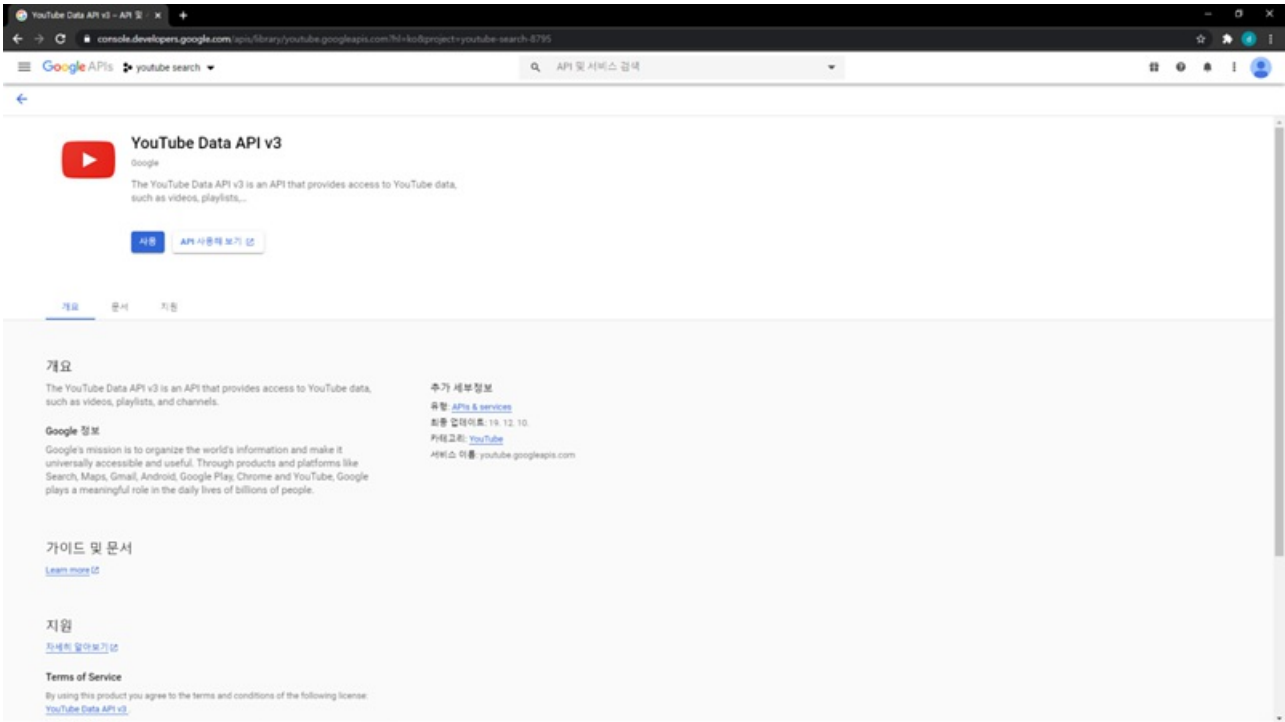 YouTube Data API v3 – API 및
console.developers.google.com/apis/library/youtube.googleapis.com?hl=ko&project=youtube-search-8795
Google APIs youtube search API 및 서비스 검색
YouTube Data API v3
Google
The YouTube Data API v3 is an API that provides access to YouTube data,
such as videos, playlists,...
사용 API 사용해 보기
개요 문서 지원
개요
The YouTube Data API v3 is an API that provides access to YouTube data,
such as videos, playlists, and channels.
Google 정보
Google's mission is to organize the world's information and make it
universally accessible and useful. Through products and platforms like
Search, Maps, Gmail, Android, Google Play, Chrome and YouTube, Google
plays a meaningful role in the daily lives of billions of people.
추가 세부정보
유형: APIs & services
최종 업데이트: 19. 12. 10.
카테고리: YouTube
서비스 이름: youtube.googleapis.com
가이드 및 문서
Learn more
지원
자세히 알아보기
Terms of Service
By using this product you agree to the terms and conditions of the following license:
YouTube Data API v3.